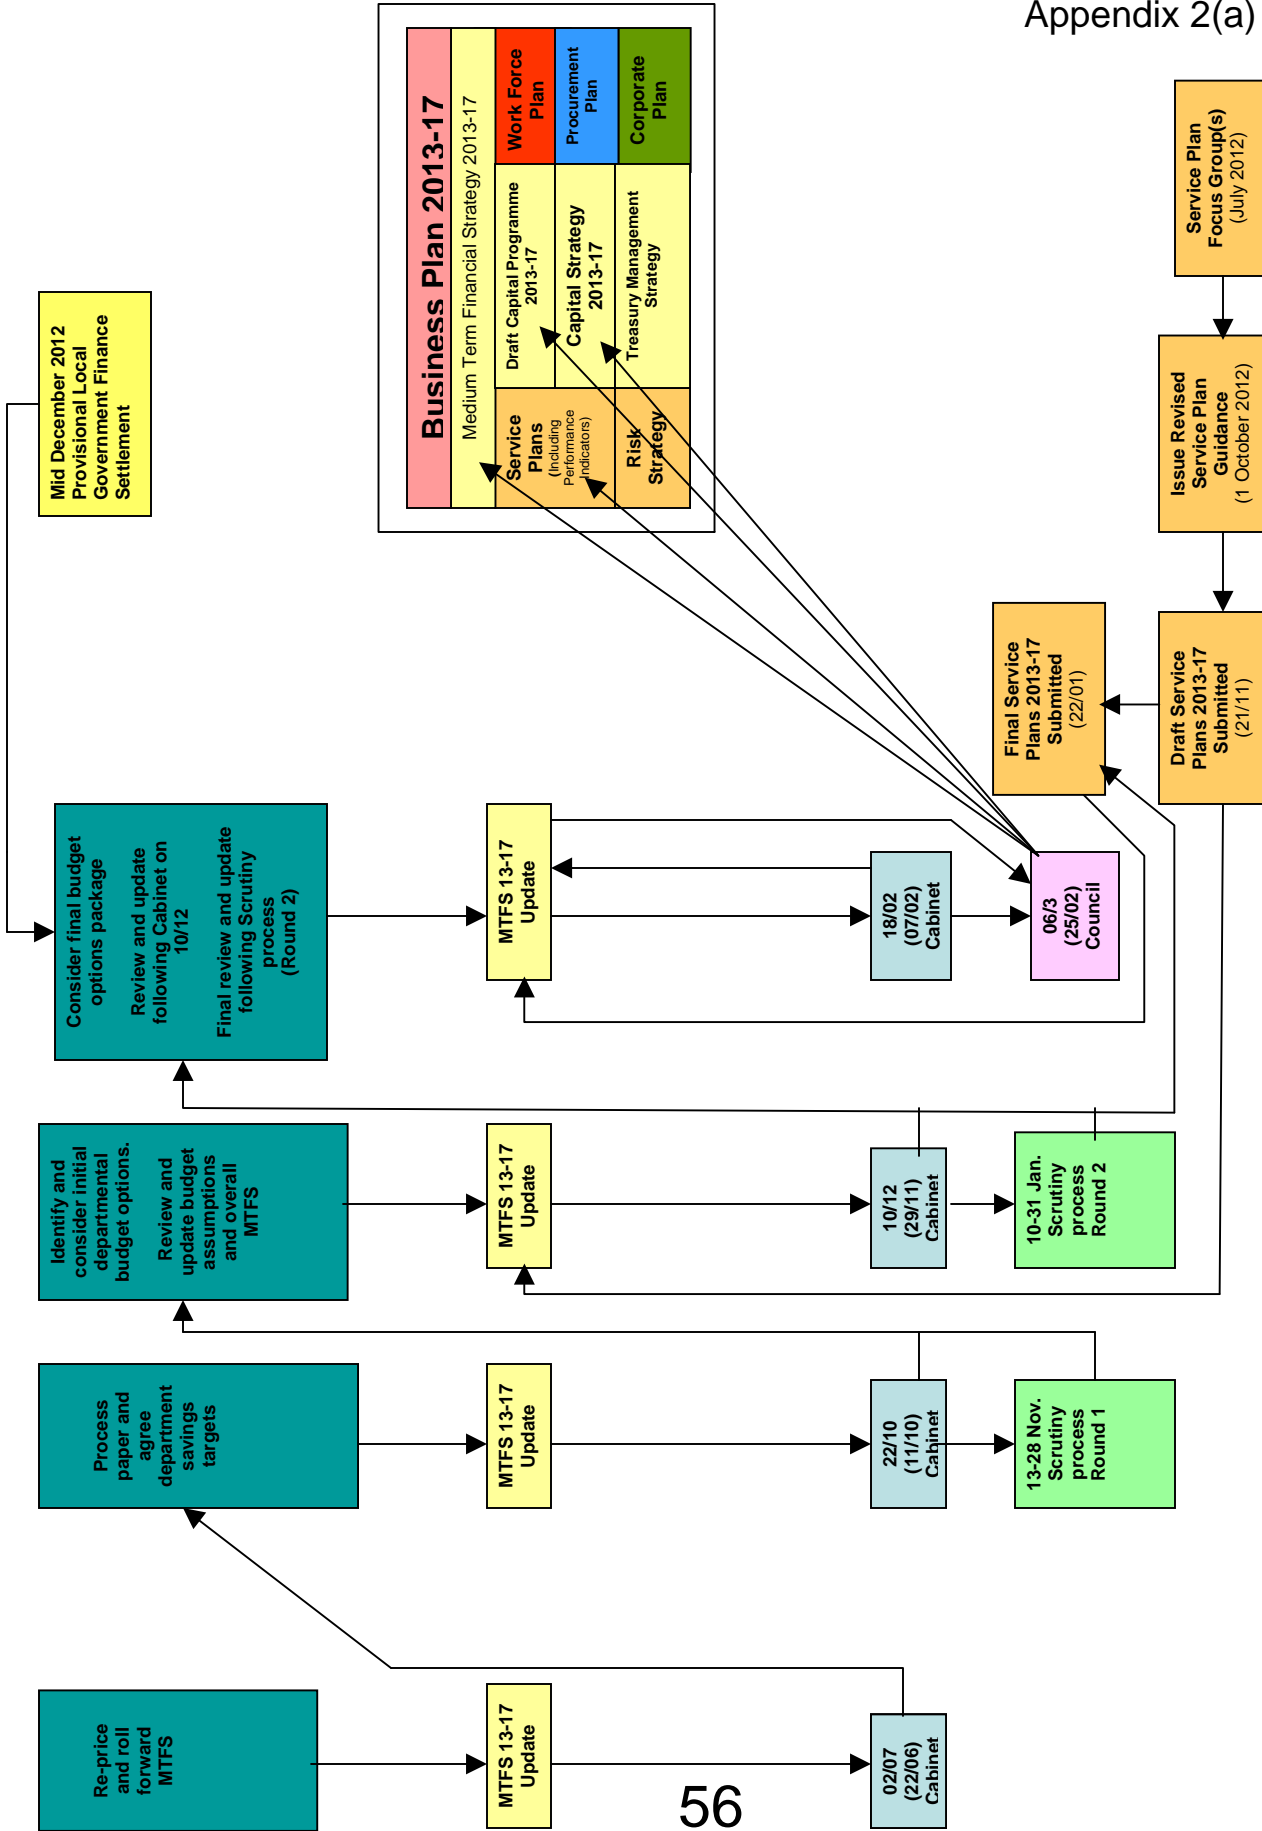 Appendix 2(a)
Re-price
and roll
forward
MTFS
Process
paper and
agree
department
savings
targets
Identify and
consider initial
departmental
budget options.
Review and
update budget
assumptions
and overall
MTFS
Consider final budget
options package
Review and update
following Cabinet on
10/12
Final review and update
following Scrutiny
process
(Round 2)
Mid December 2012
Provisional Local
Government Finance
Settlement
MTFS 13-17
Update
MTFS 13-17
Update
MTFS 13-17
Update
MTFS 13-17
Update
Business Plan 2013-17
Medium Term Financial Strategy 2013-17
Service
Plans
(Including
Performance
Indicators)
Draft Capital Programme
2013-17
Work Force
Plan
Capital Strategy
2013-17
Procurement
Plan
Risk
Strategy
Treasury Management
Strategy
Corporate
Plan
02/07
(22/06)
Cabinet
22/10
(11/10)
Cabinet
10/12
(29/11)
Cabinet
18/02
(07/02)
Cabinet
13-28 Nov.
Scrutiny
process
Round 1
10-31 Jan.
Scrutiny
process
Round 2
06/3
(25/02)
Council
Final Service
Plans 2013-17
Submitted
(22/01)
Draft Service
Plans 2013-17
Submitted
(21/11)
Issue Revised
Service Plan
Guidance
(1 October 2012)
Service Plan
Focus Group(s)
(July 2012)
56